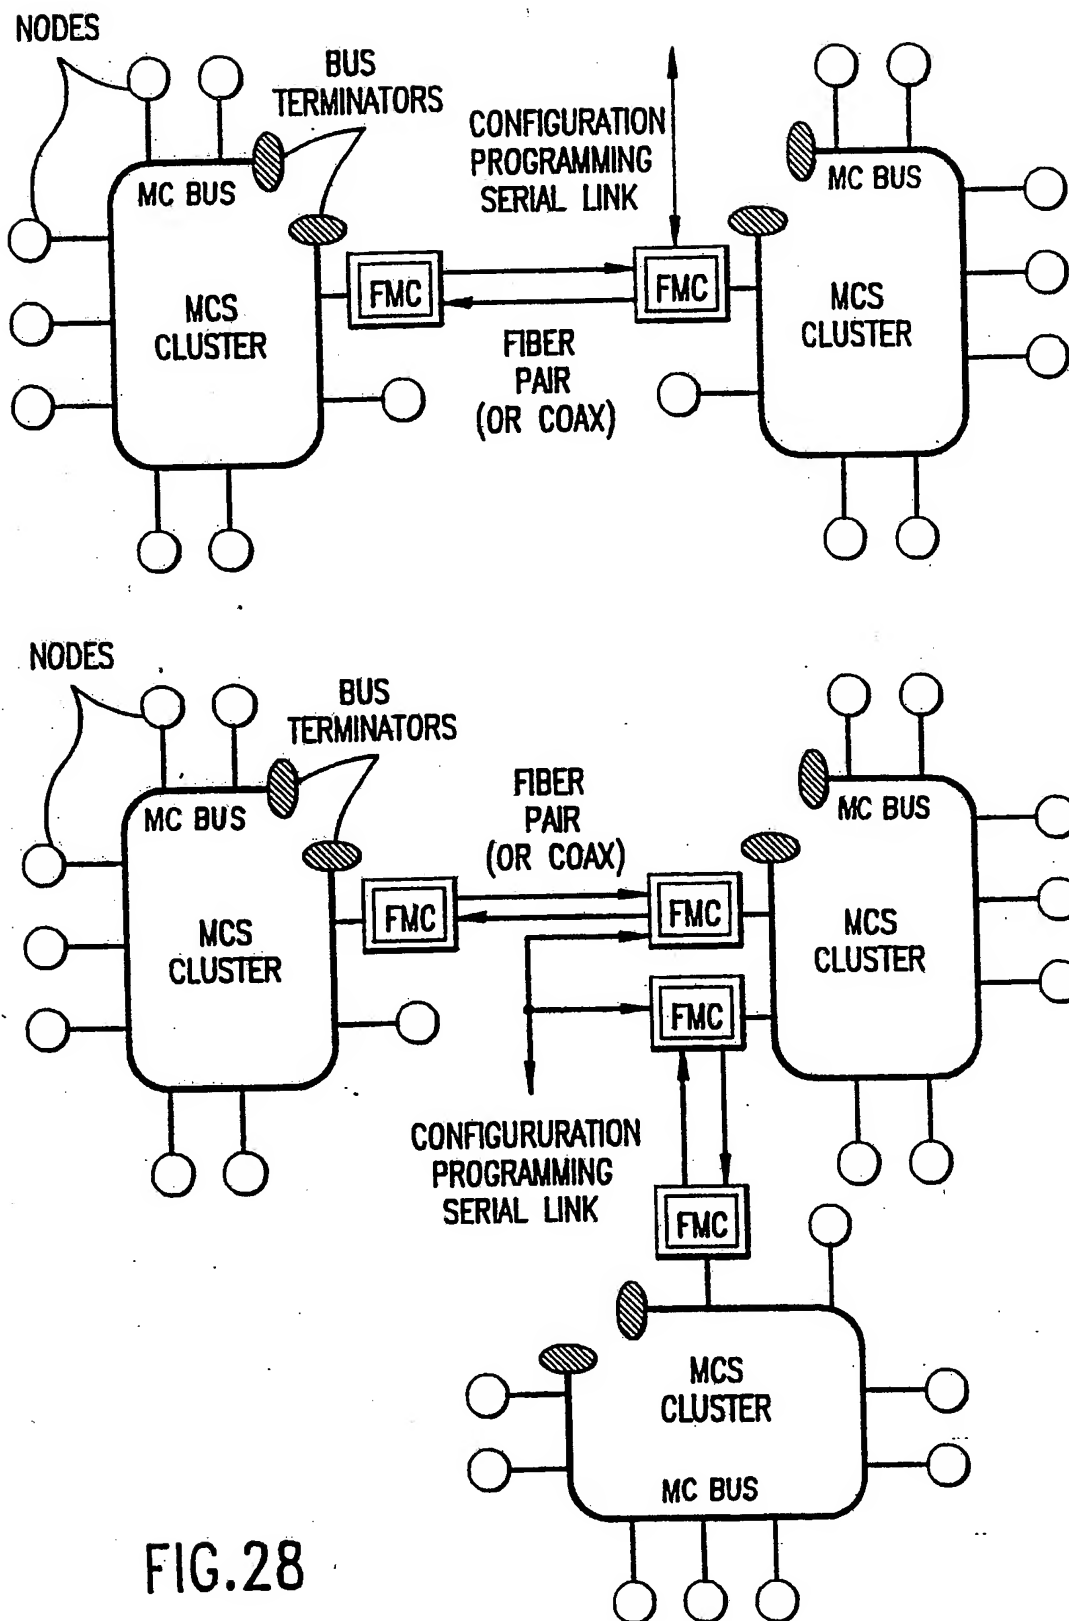 NODES
BUS
TERMINATORS
CONFIGURATION
PROGRAMMING
SERIAL LINK
MC BUS
MC BUS
FMC
FMC
MCS
CLUSTER
MCS
CLUSTER
FIBER
PAIR
(OR COAX)
NODES
BUS
TERMINATORS
FIBER
PAIR
(OR COAX)
MC BUS
MC BUS
FMC
FMC
MCS
CLUSTER
MCS
CLUSTER
FMC
CONFIGURURATION
PROGRAMMING
SERIAL LINK
FMC
MCS
CLUSTER
MC BUS
FIG.28